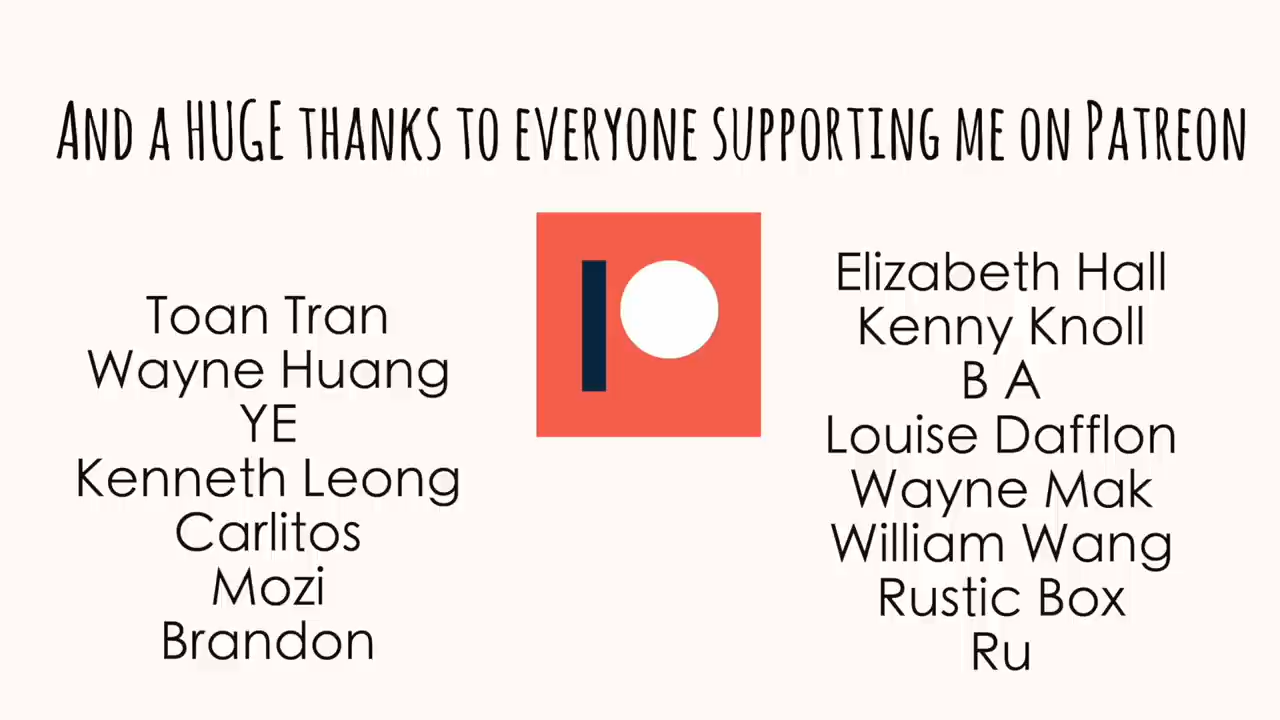 And a HUGE thanks to everyone supporting me on Patreon
Toan Tran
Wayne Huang
YE
Kenneth Leong
Carlitos
Mozi
Brandon
Elizabeth Hall
Kenny Knoll
B A
Louise Dafflon
Wayne Mak
William Wang
Rustic Box
Ru